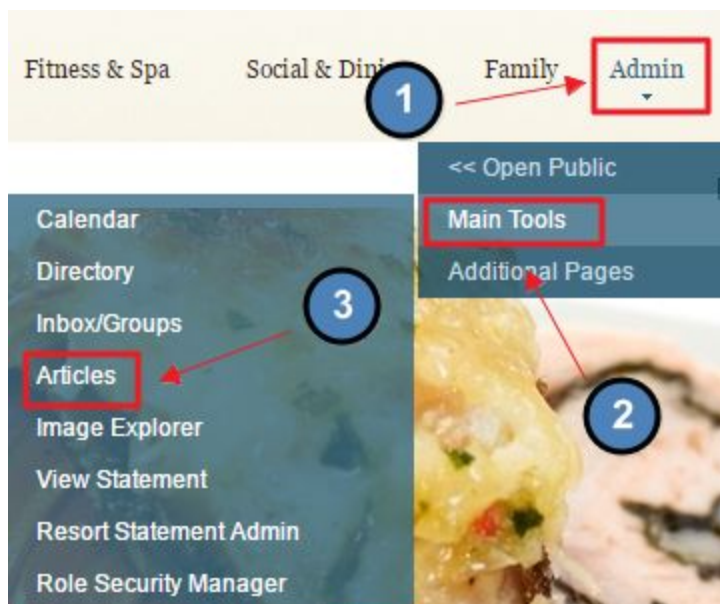 Fitness & Spa Social & Dining Family Admin
1
<< Open Public
Main Tools
Additional Pages
Calendar
Directory
Inbox/Groups
Articles
Image Explorer
View Statement
Resort Statement Admin
Role Security Manager
3
2